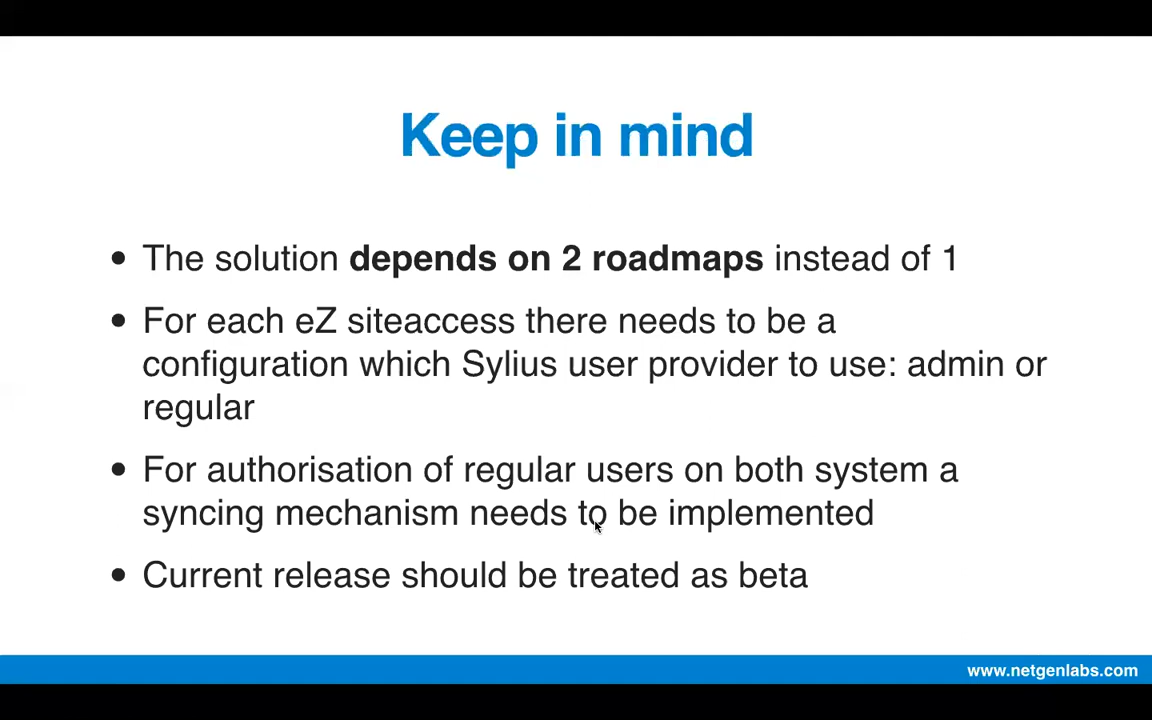 Keep in mind
• The solution depends on 2 roadmaps instead of 1
• For each eZ siteaccess there needs to be a
configuration which Sylius user provider to use: admin or
regular
• For authorisation of regular users on both system a
syncing mechanism needs to be implemented
• Current release should be treated as beta
www.netgenlabs.com